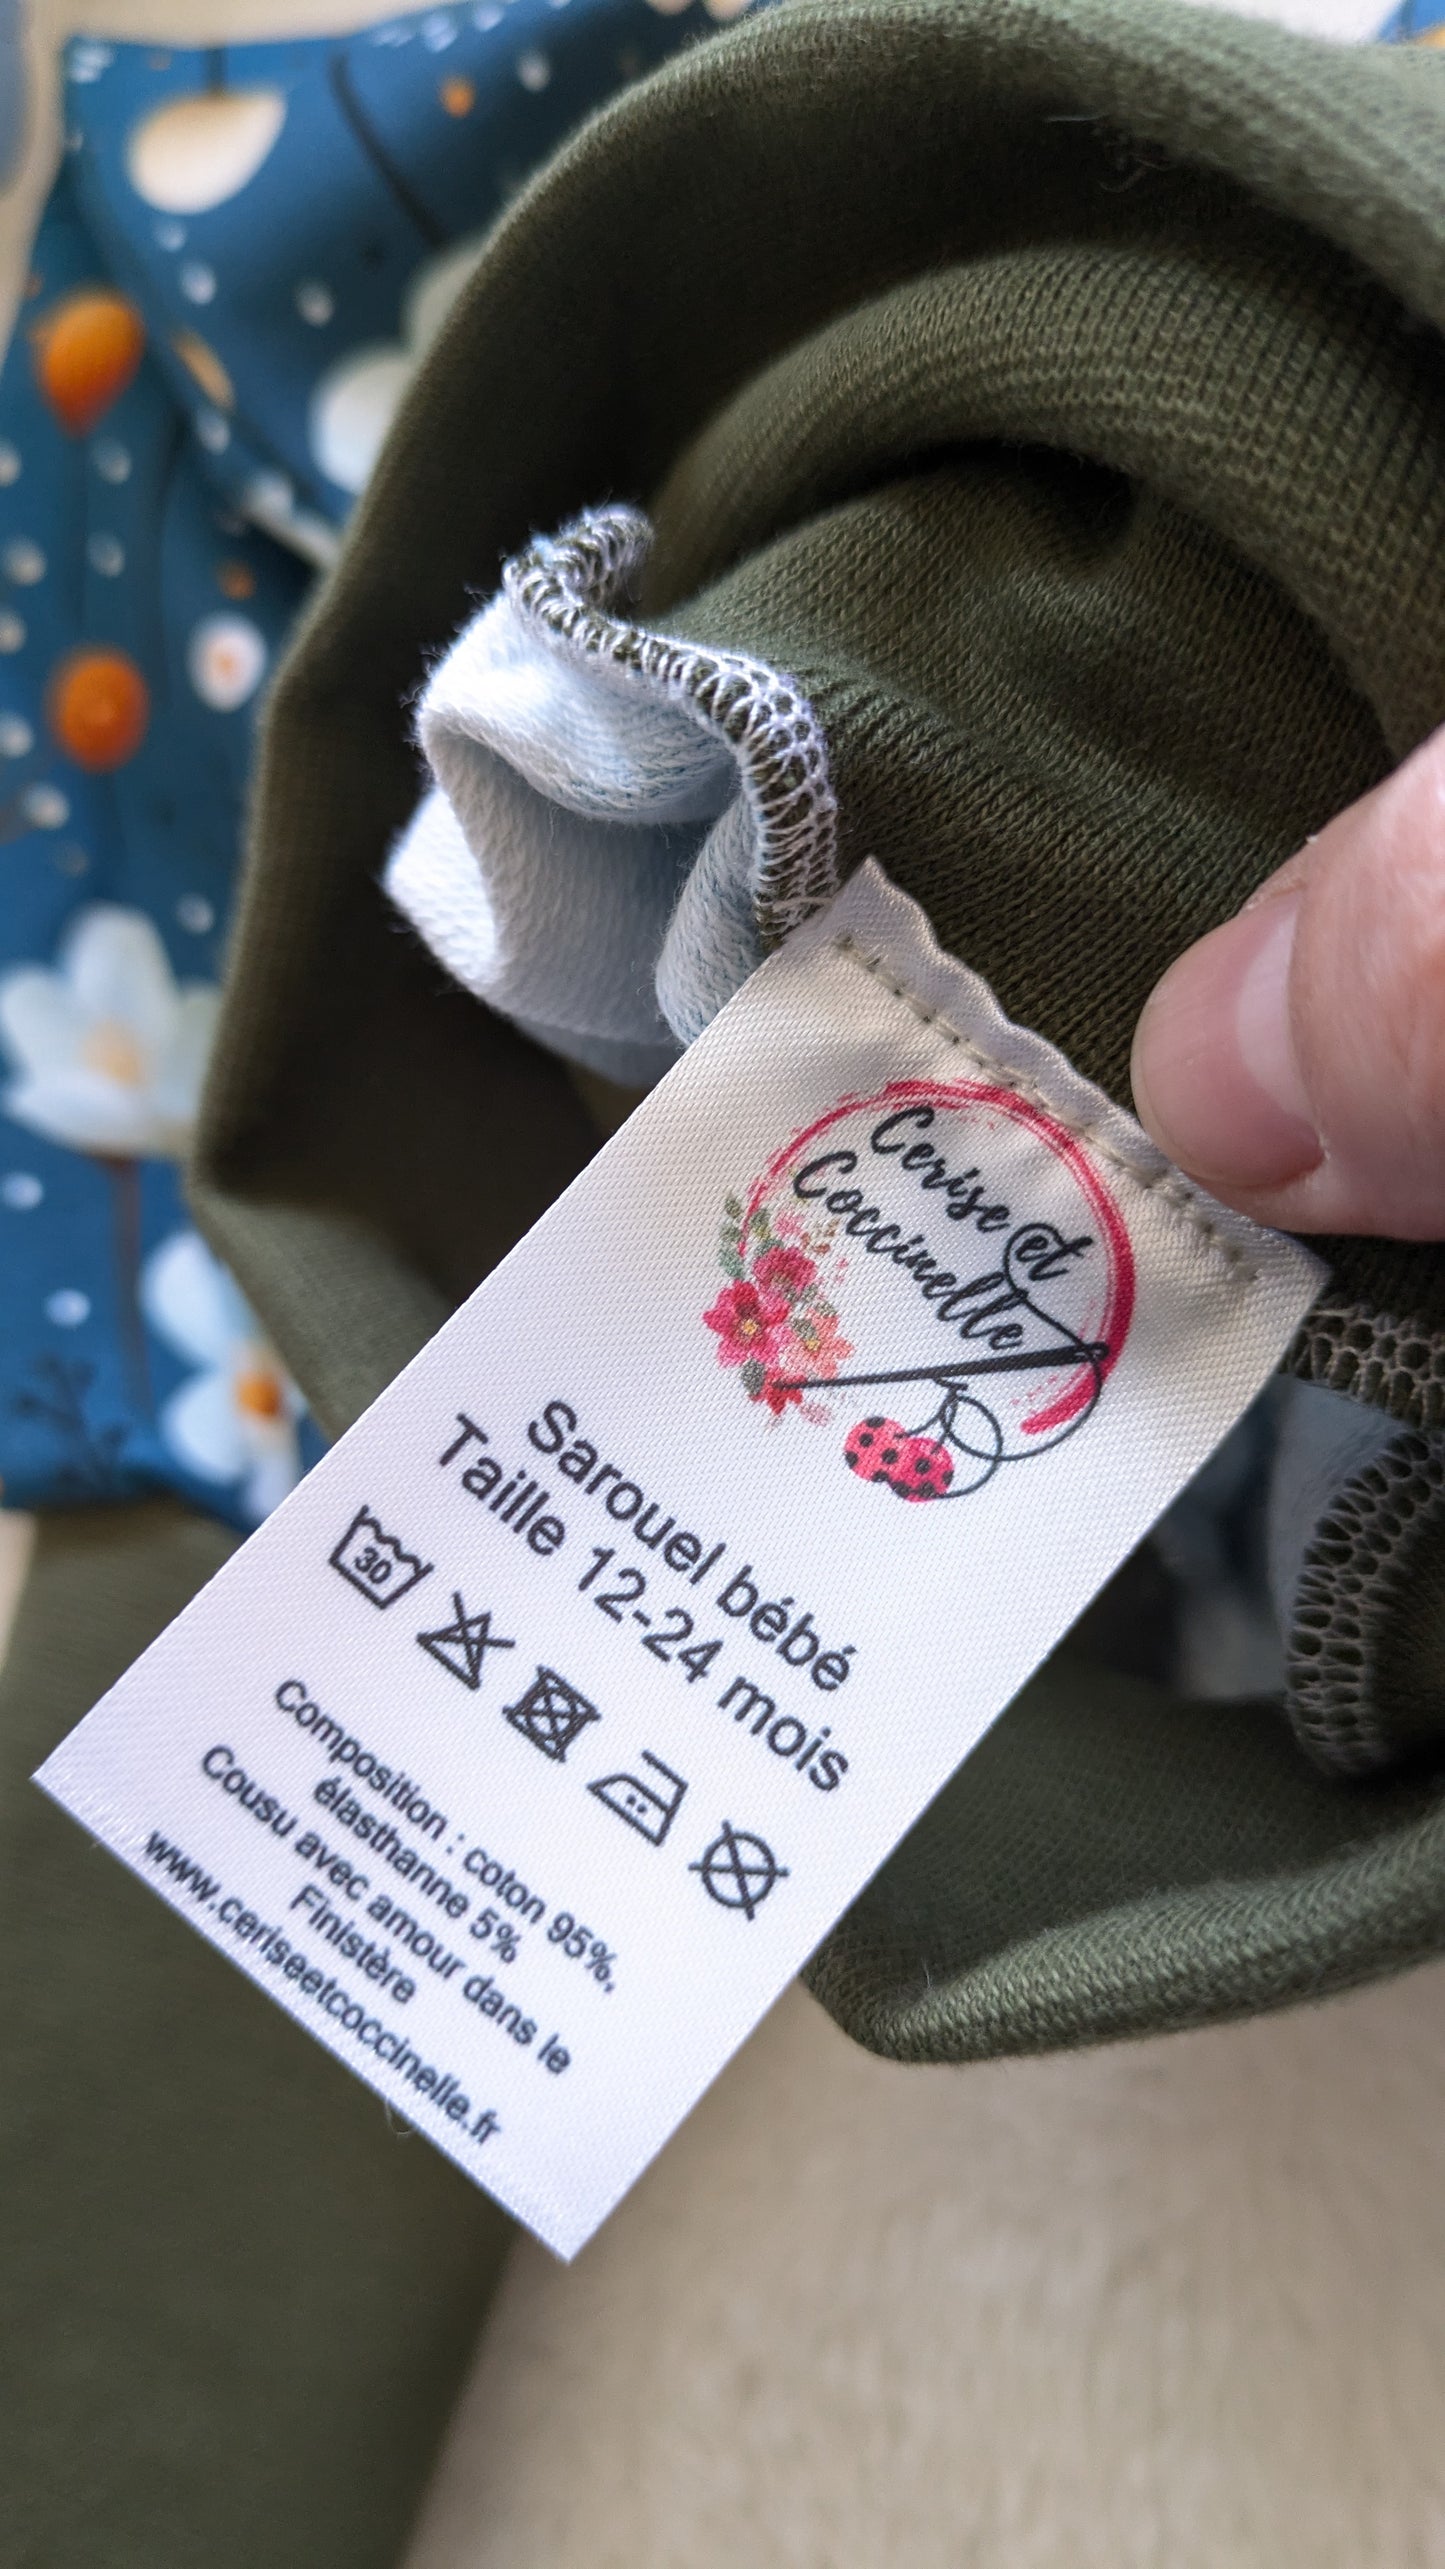 Cerise et
Coccinelle
Sarouel bébé
Taille 12-24 mois
30
Composition : coton 95%,
élasthanne 5%
Cousu avec amour dans le
Finistère
www.ceriseetcoccinelle.fr